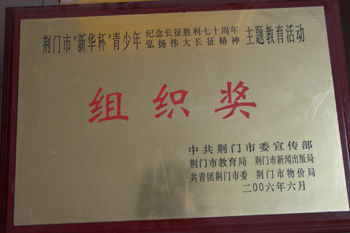 荆门市"新华杯"青少年 纪念长征胜利七十周年 弘扬伟大长征精神 主题教育活动
组织奖
中共荆门市委宣传部
荆门市教育局 荆门市新闻出版局
共青团荆门市委 荆门市物价局
二00六年六月